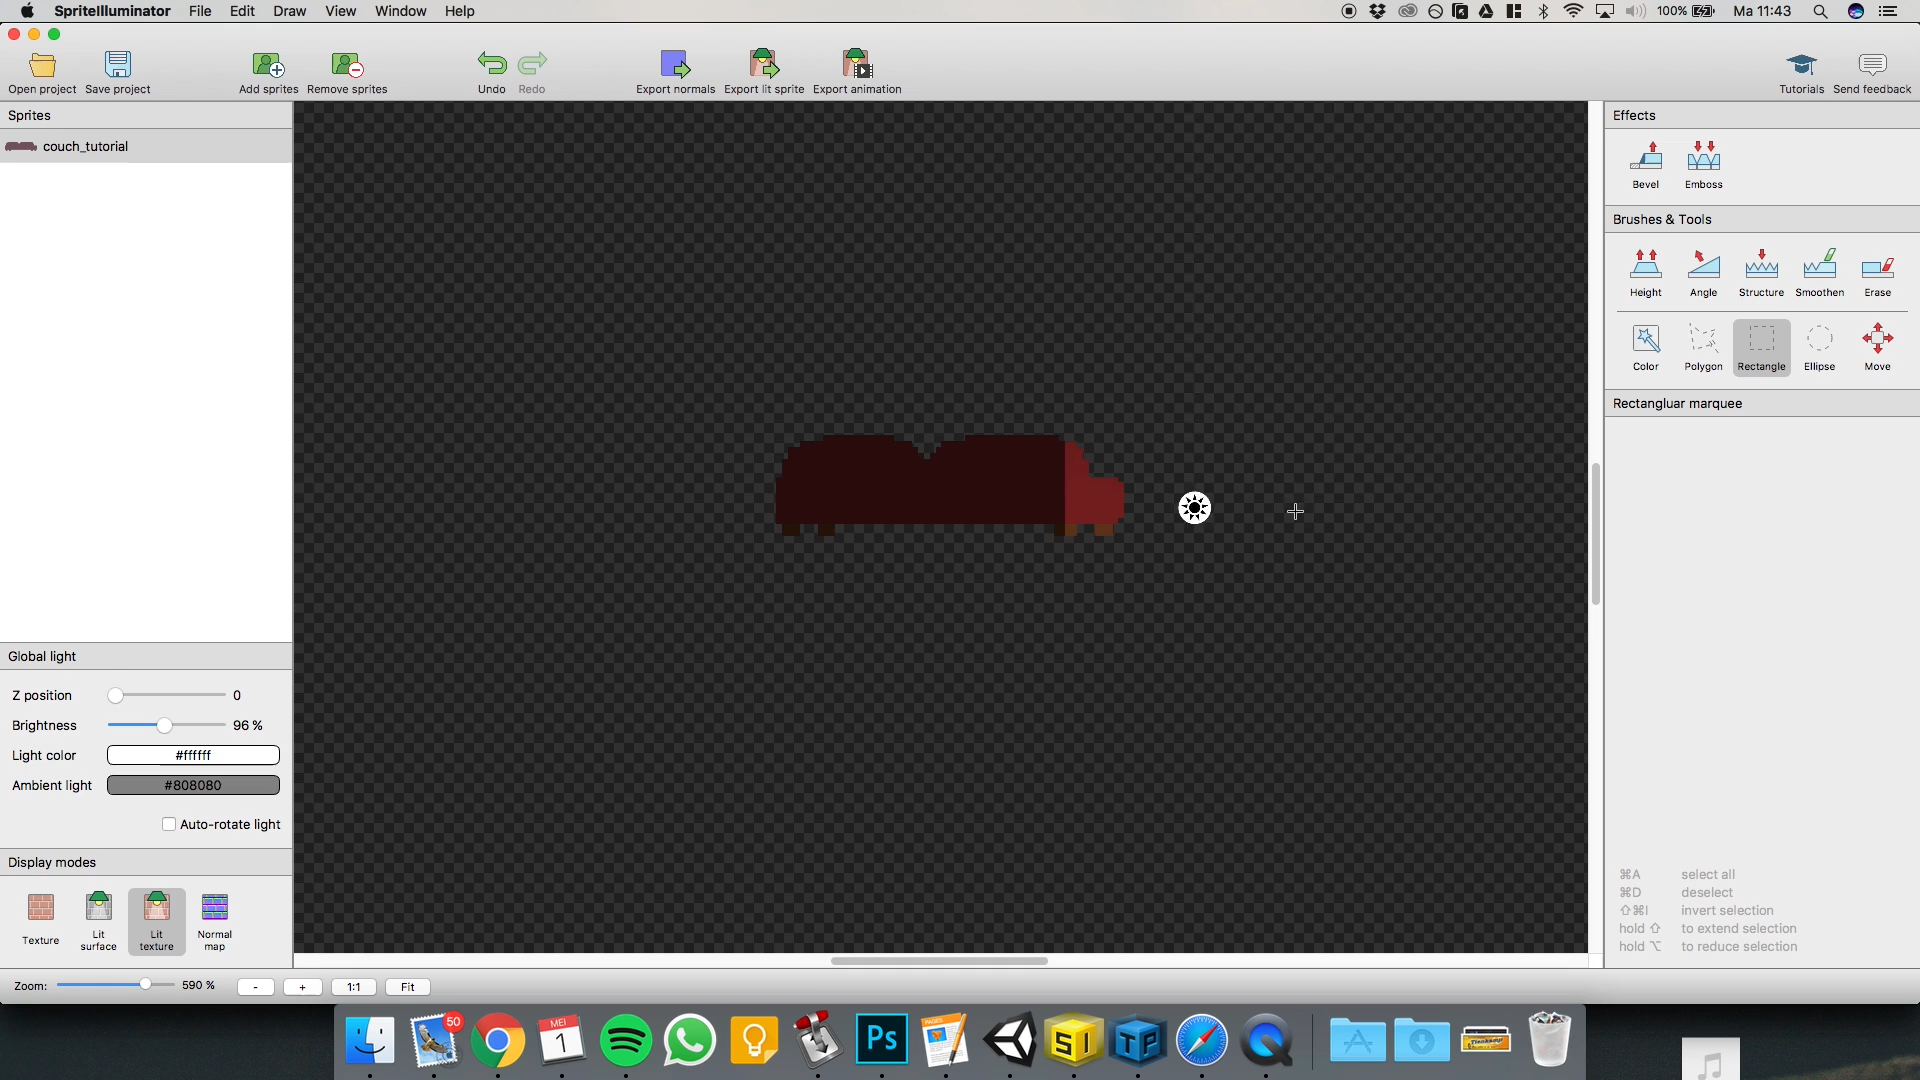 SpriteIlluminator File Edit Draw View Window Help
100% Ma 11:43
Open project Save project Add sprites Remove sprites Undo Redo Export normals Export lit sprite Export animation Tutorials Send feedback
Sprites
couch_tutorial
Effects
Bevel Emboss
Brushes & Tools
Height Angle Structure Smoothen Erase
Color Polygon Rectangle Ellipse Move
Rectangluar marquee
Global light
Z position 0
Brightness 96 %
Light color #ffffff
Ambient light #808080
Auto-rotate light
Display modes
Texture Lit surface Lit texture Normal map
⌘A select all
⌘D deselect
⇧⌘I invert selection
hold ⇧ to extend selection
hold ⌥ to reduce selection
Zoom: 590 % - + 1:1 Fit
50
MEI
1
Ps
PAGES
SI
TP